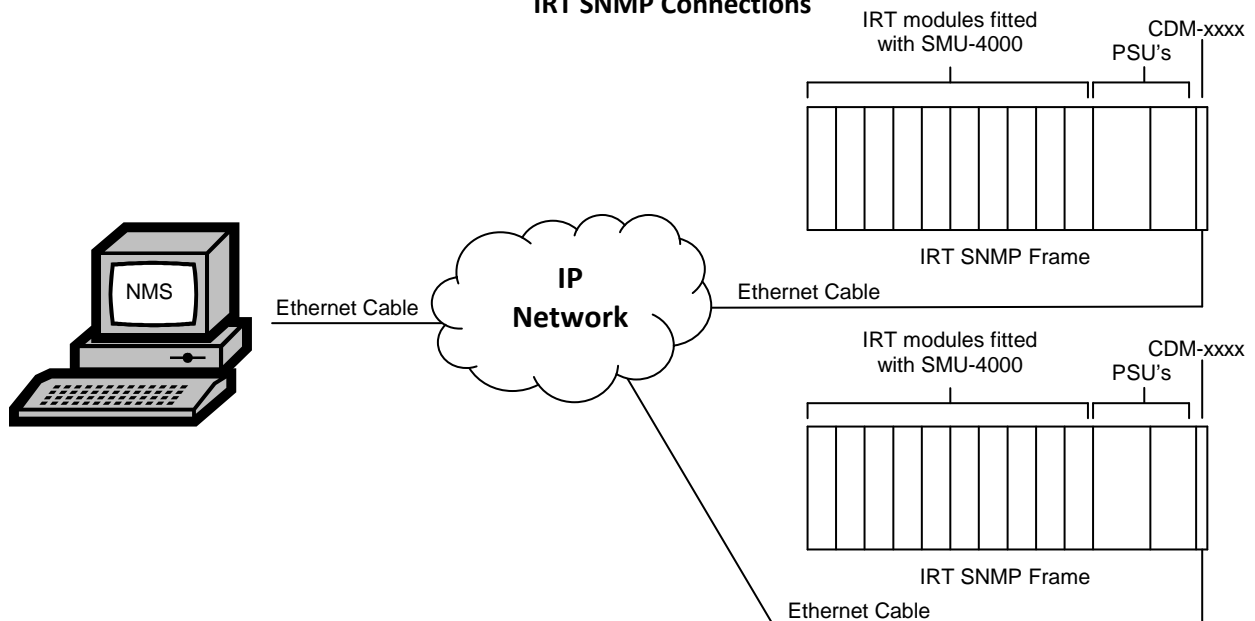 IRT SNMP Connections
IRT modules fitted
with SMU-4000
CDM-xxxx
PSU's
IRT SNMP Frame
NMS
Ethernet Cable
IP
Network
Ethernet Cable
IRT modules fitted
with SMU-4000
CDM-xxxx
PSU's
IRT SNMP Frame
Ethernet Cable